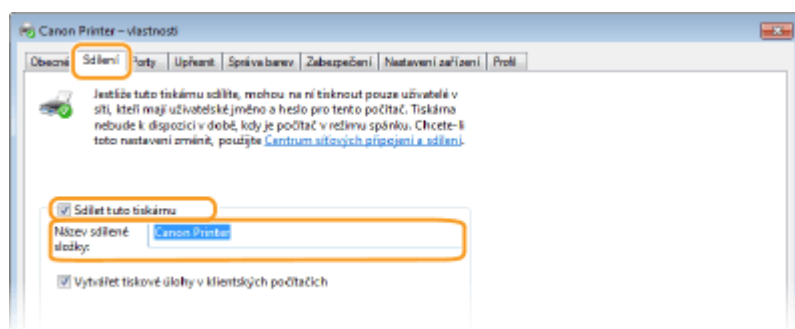 Canon Printer – vlastnosti
Obecné Sdílení Porty Upřesnit Správa barev Zabezpečení Nastavení zařízení Profil
Jestliže tuto tiskárnu sdílíte, mohou na ní tisknout pouze uživatelé v
síti, kteří mají uživatelské jméno a heslo pro tento počítač. Tiskárna
nebude k dispozici v době, kdy je počítač v režimu spánku. Chcete-li
toto nastavení změnit, použijte Centrum síťových připojení a sdílení.
Sdílet tuto tiskárnu
Název sdílené Canon Printer
složky:
Vytvářet tiskové úlohy v klientských počítačích